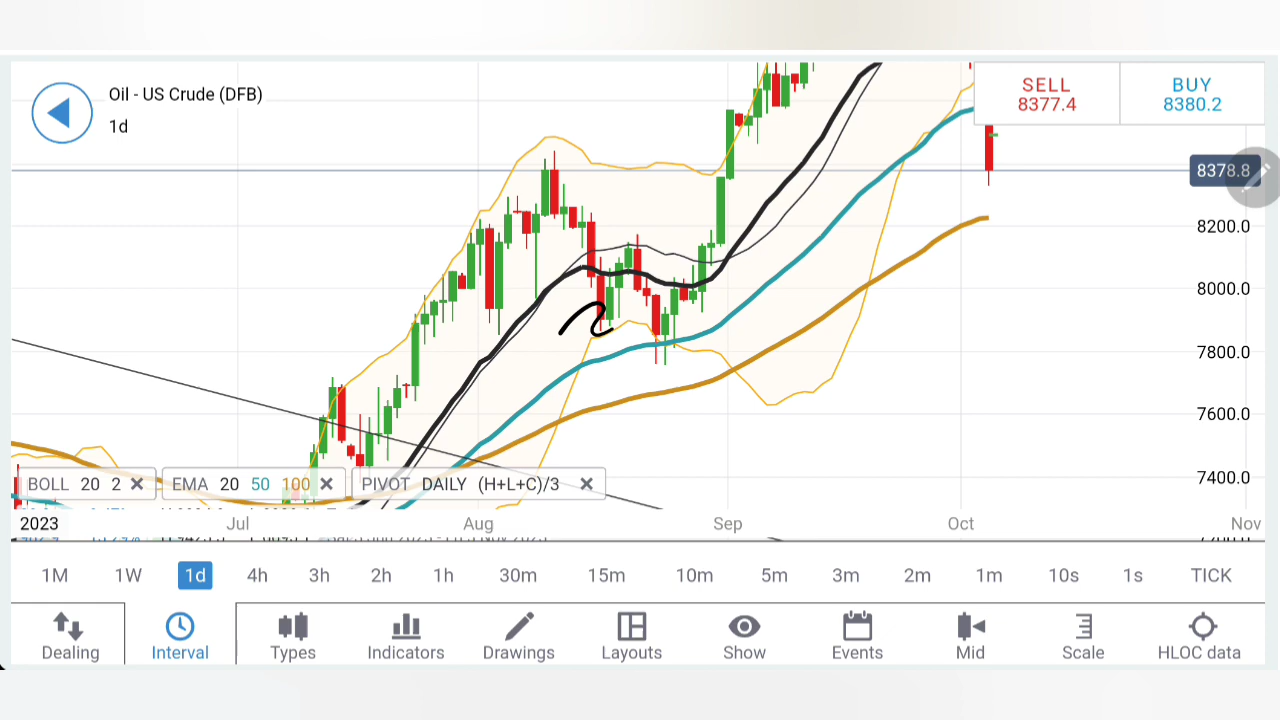 Oil - US Crude (DFB)
1d
SELL
8377.4
BUY
8380.2
8378.8
8200.0
8000.0
7800.0
7600.0
7400.0
BOLL 20 2 ×
EMA 20 50 100 ×
PIVOT DAILY (H+L+C)/3 ×
2023 Jul Aug Sep Oct Nov
1M 1W 1d 4h 3h 2h 1h 30m 15m 10m 5m 3m 2m 1m 10s 1s TICK
Dealing Interval Types Indicators Drawings Layouts Show Events Mid Scale HLOC data